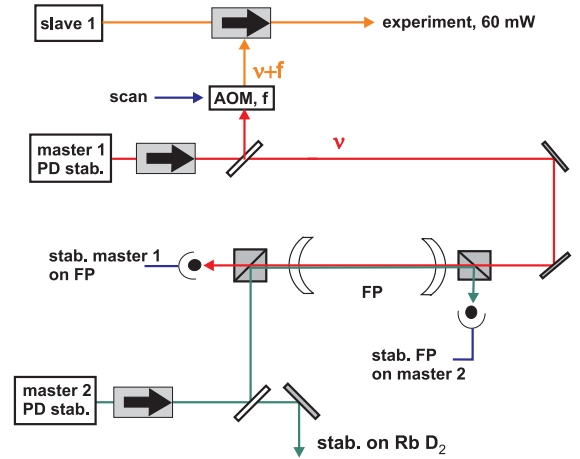 slave 1
experiment, 60 mW
ν+f
scan
AOM, f
master 1
PD stab.
ν
stab. master 1
on FP
FP
stab. FP
on master 2
master 2
PD stab.
stab. on Rb D₂